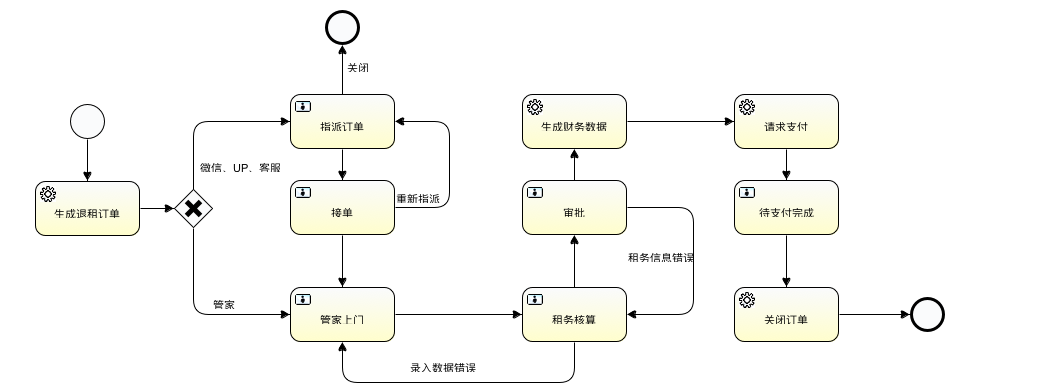 关闭
指派订单
生成财务数据
请求支付
微信、UP、客服
重新指派
生成退租订单
接单
审批
待支付完成
租务信息错误
管家
管家上门
租务核算
关闭订单
录入数据错误